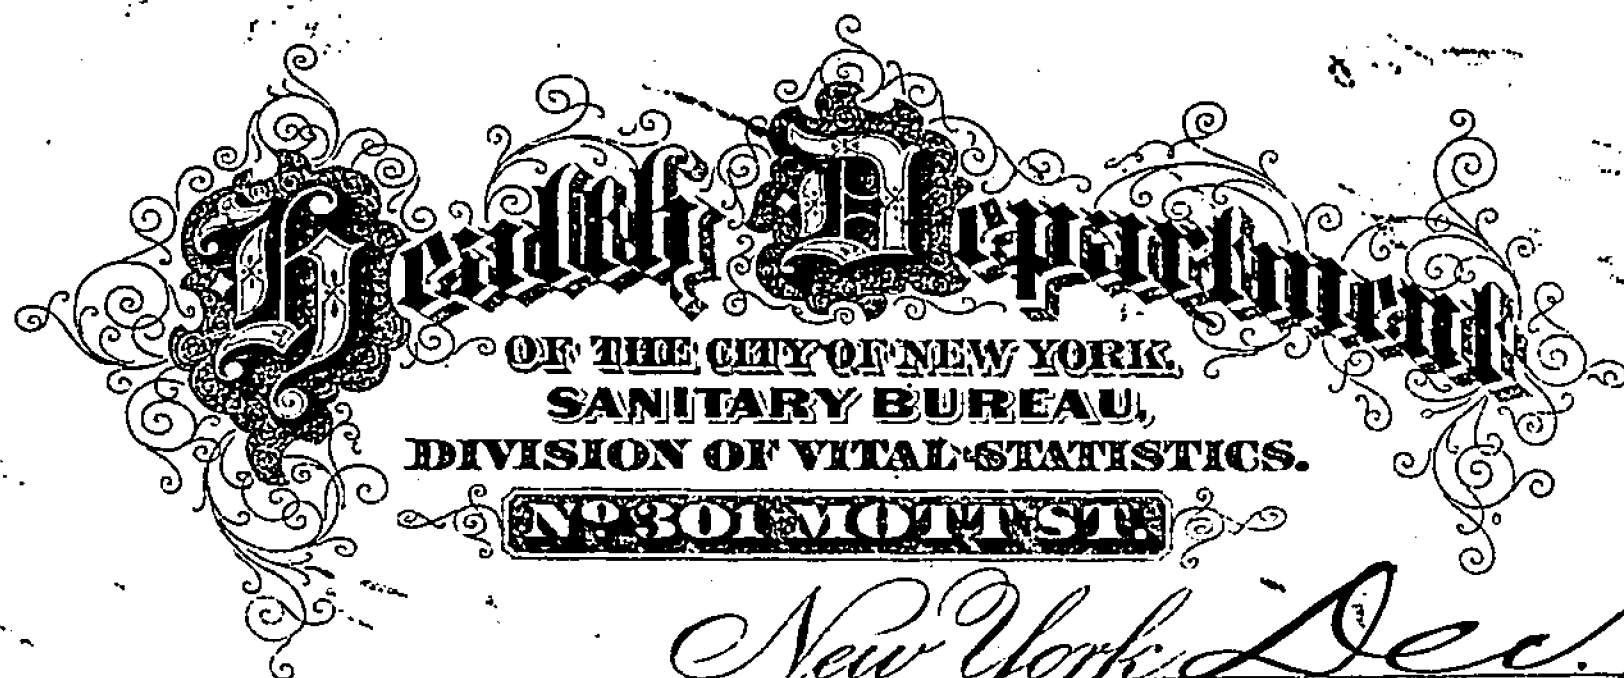 Health Department
OF THE CITY OF NEW YORK,
SANITARY BUREAU,
DIVISION OF VITAL STATISTICS.
No 301 MOTT ST.
New York, Dec.